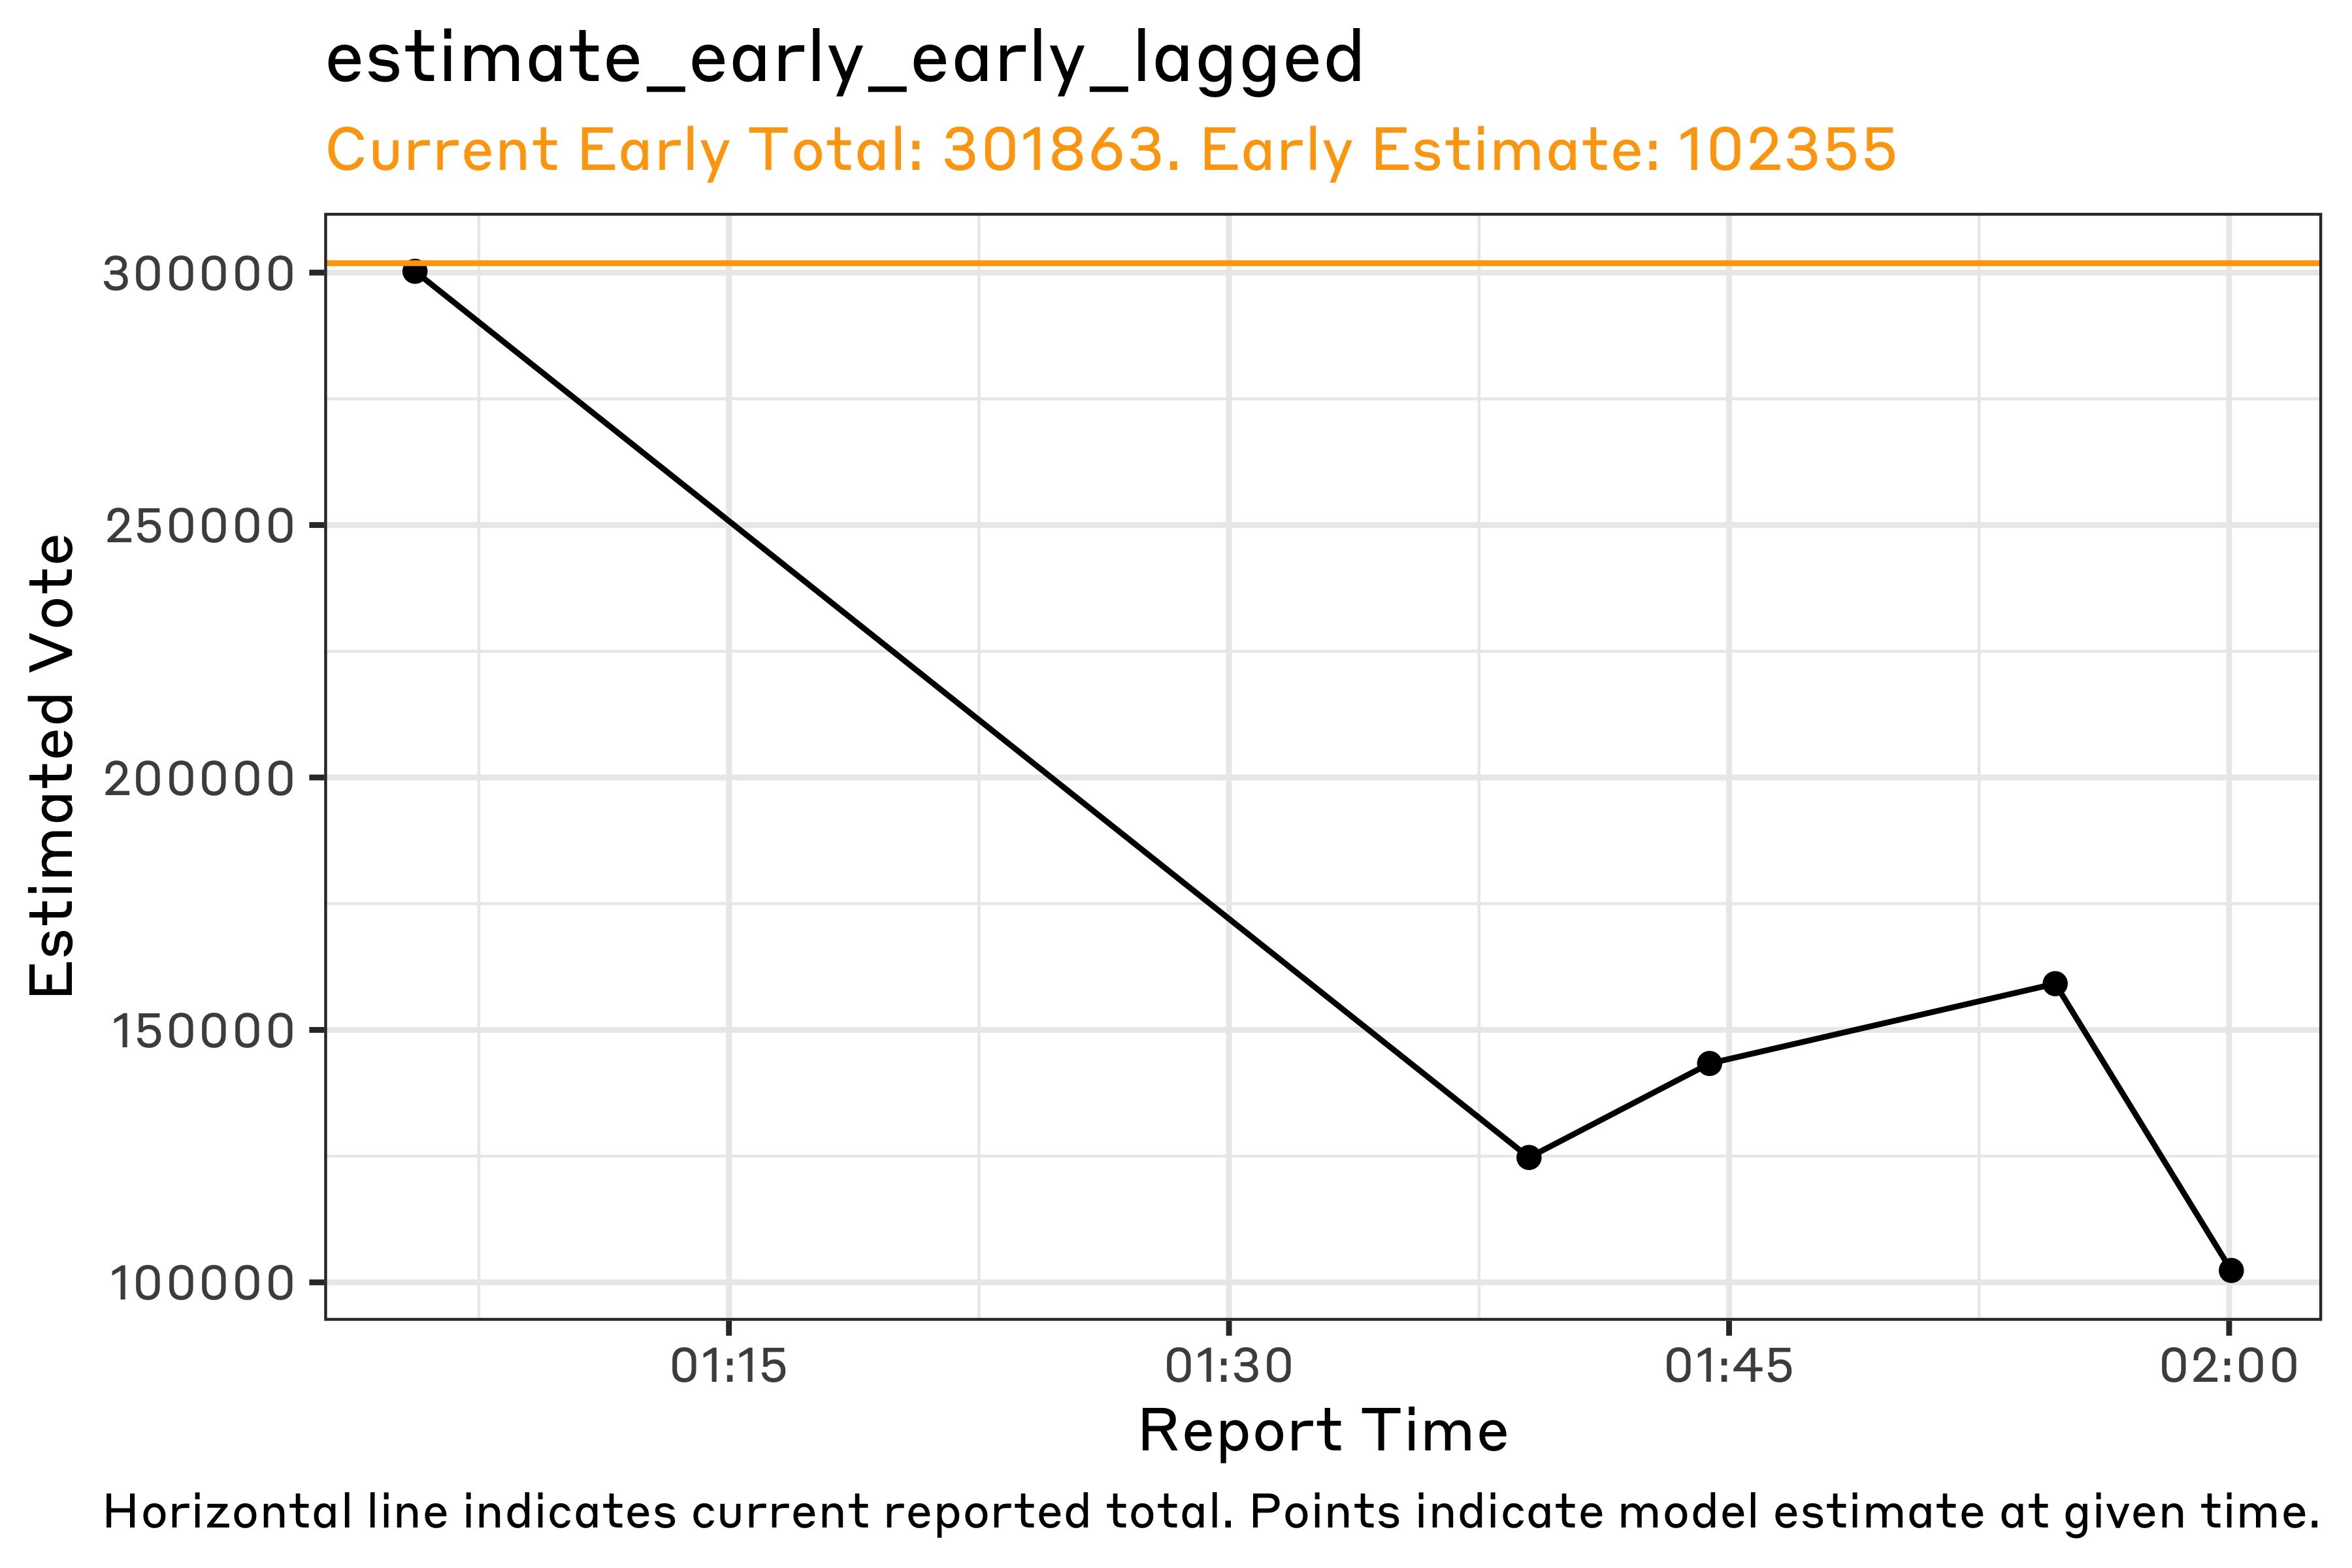 estimate_early_early_lagged
Current Early Total: 301863. Early Estimate: 102355
Estimated Vote
300000
250000
200000
150000
100000
01:15
01:30
01:45
02:00
Report Time
Horizontal line indicates current reported total. Points indicate model estimate at given time.